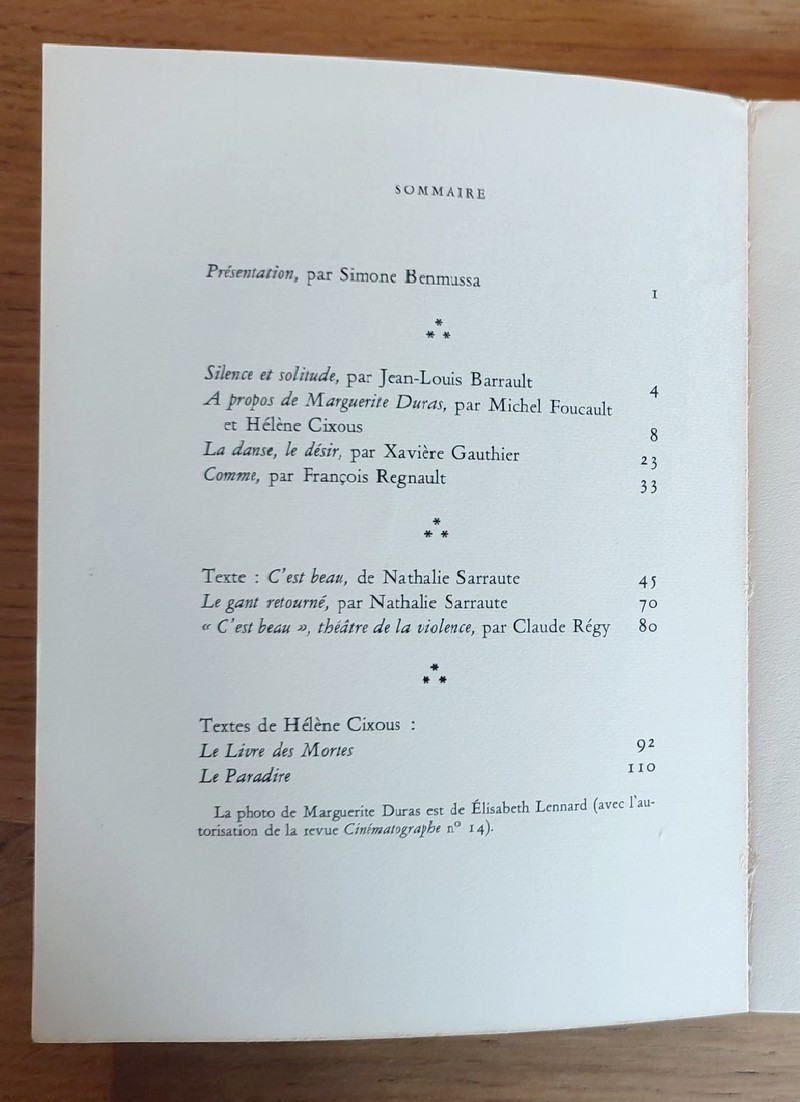 SOMMAIRE
Présentation, par Simone Benmussa 1
* * *
Silence et solitude, par Jean-Louis Barrault 4
A propos de Marguerite Duras, par Michel Foucault
et Hélène Cixous 8
La danse, le désir, par Xavière Gauthier 23
Comme, par François Regnault 33
* * *
Texte : C'est beau, de Nathalie Sarraute 45
Le gant retourné, par Nathalie Sarraute 70
« C'est beau », théâtre de la violence, par Claude Régy 80
* * *
Textes de Hélène Cixous :
Le Livre des Mortes 92
Le Paradire 110
La photo de Marguerite Duras est de Élisabeth Lennard (avec l'au-
torisation de la revue Cinématographe nº 14).